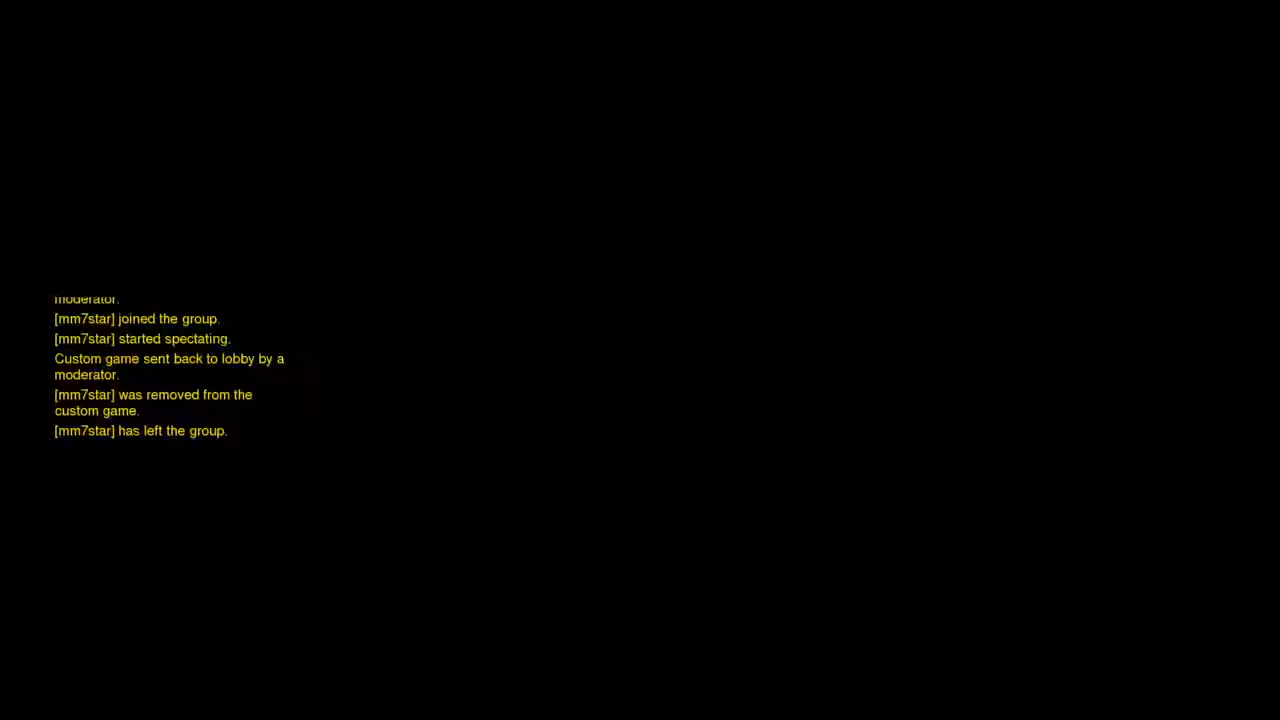 moderator.
[mm7star] joined the group.
[mm7star] started spectating.
Custom game sent back to lobby by a
moderator.
[mm7star] was removed from the
custom game.
[mm7star] has left the group.